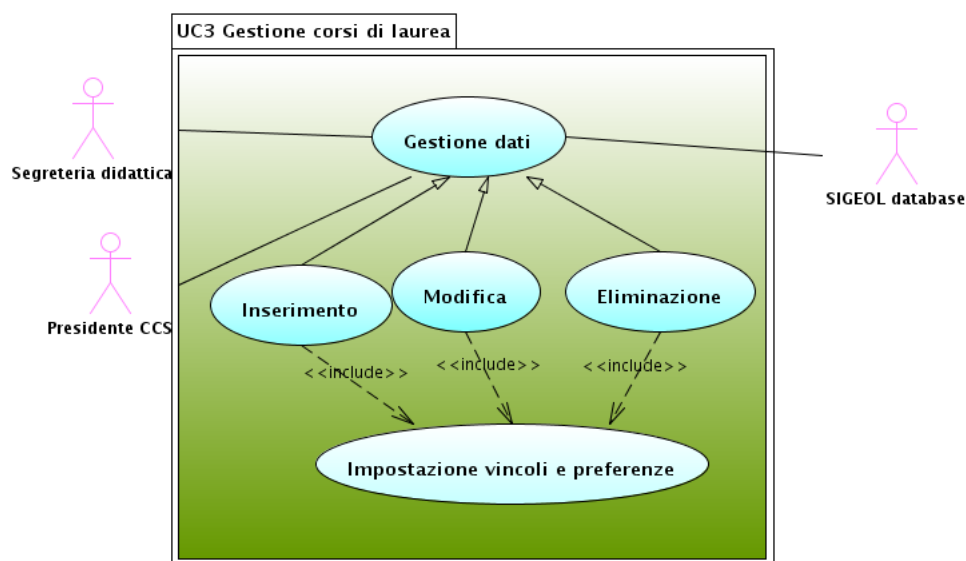 UC3 Gestione corsi di laurea
Gestione dati
Segreteria didattica
SIGEOL database
Presidente CCS
Inserimento
Modifica
Eliminazione
<<include>>
<<include>>
<<include>>
Impostazione vincoli e preferenze